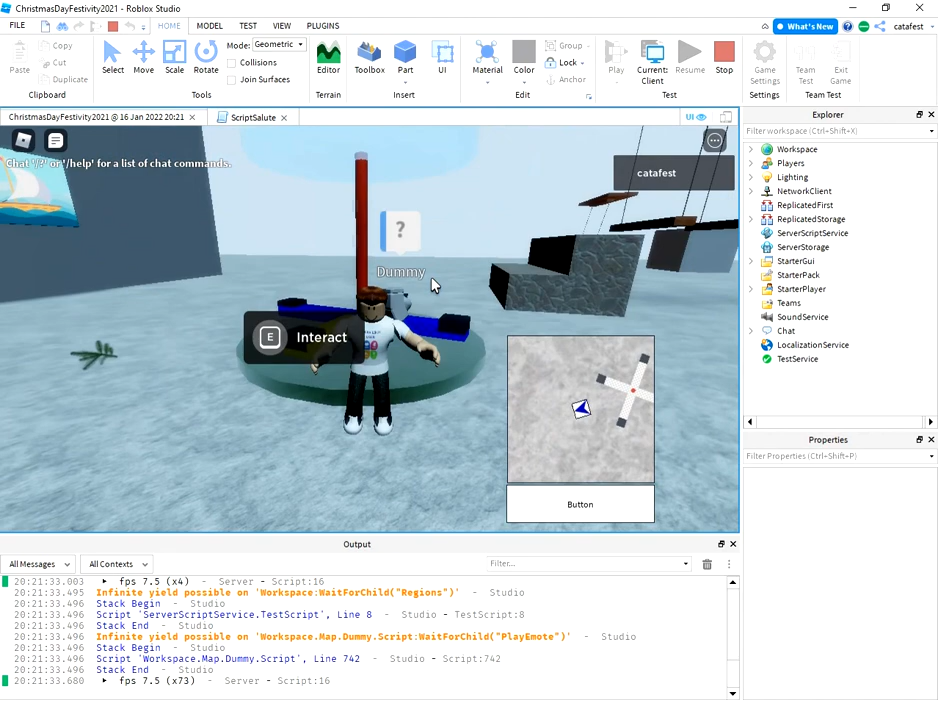 ChristmasDayFestivity2021 - Roblox Studio
FILE HOME MODEL TEST VIEW PLUGINS What's New catafest
Paste Copy Cut Duplicate
Select Move Scale Rotate
Mode: Geometric
Collisions
Join Surfaces
Editor Toolbox Part UI
Material Color Group Lock Anchor
Play Current: Client Resume Stop
Game Settings Team Test Exit Game
Clipboard Tools Terrain Insert Edit Test Settings Team Test
ChristmasDayFestivity2021 @ 16 Jan 2022 20:21 ScriptSalute UI
Chat '/?' or '/help' for a list of chat commands.
catafest
?
Dummy
E Interact
Button
Explorer
Filter workspace (Ctrl+Shift+X)
Workspace
Players
Lighting
NetworkClient
ReplicatedFirst
ReplicatedStorage
ServerScriptService
ServerStorage
StarterGui
StarterPack
StarterPlayer
Teams
SoundService
Chat
LocalizationService
TestService
Properties
Filter Properties (Ctrl+Shift+P)
Output
All Messages All Contexts Filter...
20:21:33.003 fps 7.5 (x4) - Server - Script:16
20:21:33.495 Infinite yield possible on 'Workspace:WaitForChild("Regions")' - Studio
20:21:33.496 Stack Begin - Studio
20:21:33.496 Script 'ServerScriptService.TestScript', Line 8 - Studio - TestScript:8
20:21:33.496 Stack End - Studio
20:21:33.496 Infinite yield possible on 'Workspace.Map.Dummy.Script:WaitForChild("PlayEmote")' - Studio
20:21:33.496 Stack Begin - Studio
20:21:33.496 Script 'Workspace.Map.Dummy.Script', Line 742 - Studio - Script:742
20:21:33.496 Stack End - Studio
20:21:33.680 fps 7.5 (x73) - Server - Script:16